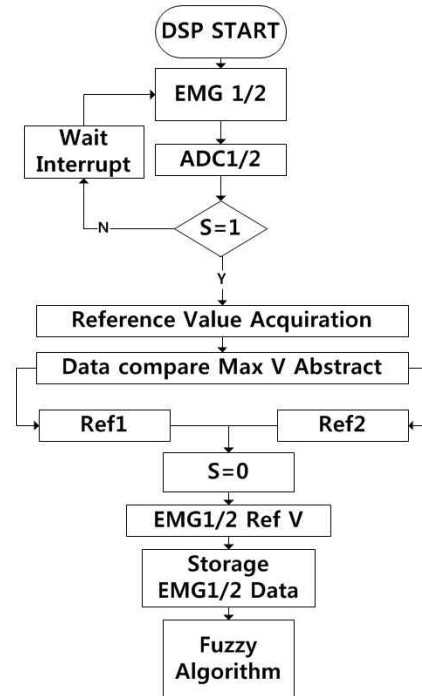 DSP START
EMG 1/2
Wait
Interrupt
ADC1/2
S=1
N
Y
Reference Value Acquiration
Data compare Max V Abstract
Ref1
Ref2
S=0
EMG1/2 Ref V
Storage
EMG1/2 Data
Fuzzy
Algorithm